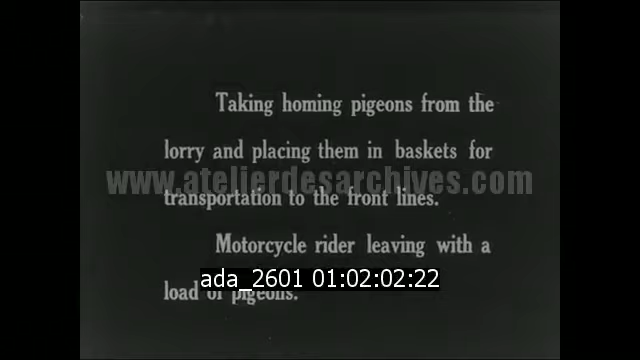 Taking homing pigeons from the
lorry and placing them in baskets for
www.atelierdesarchives.com
transportation to the front lines.
Motorcycle rider leaving with a
ada_2601 01:02:02:22
load of pigeons.